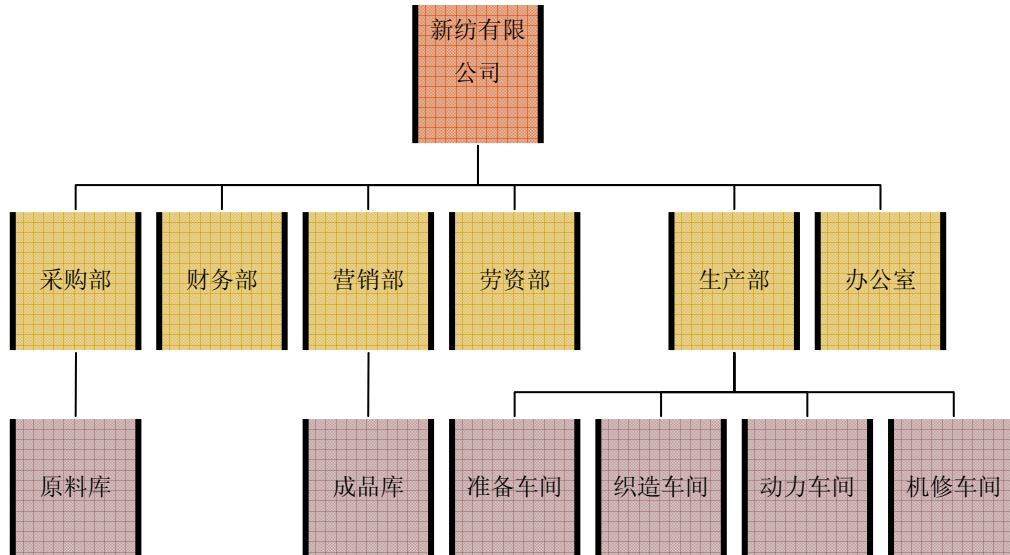 新纺有限
公司
采购部
财务部
营销部
劳资部
生产部
办公室
原料库
成品库
准备车间
织造车间
动力车间
机修车间